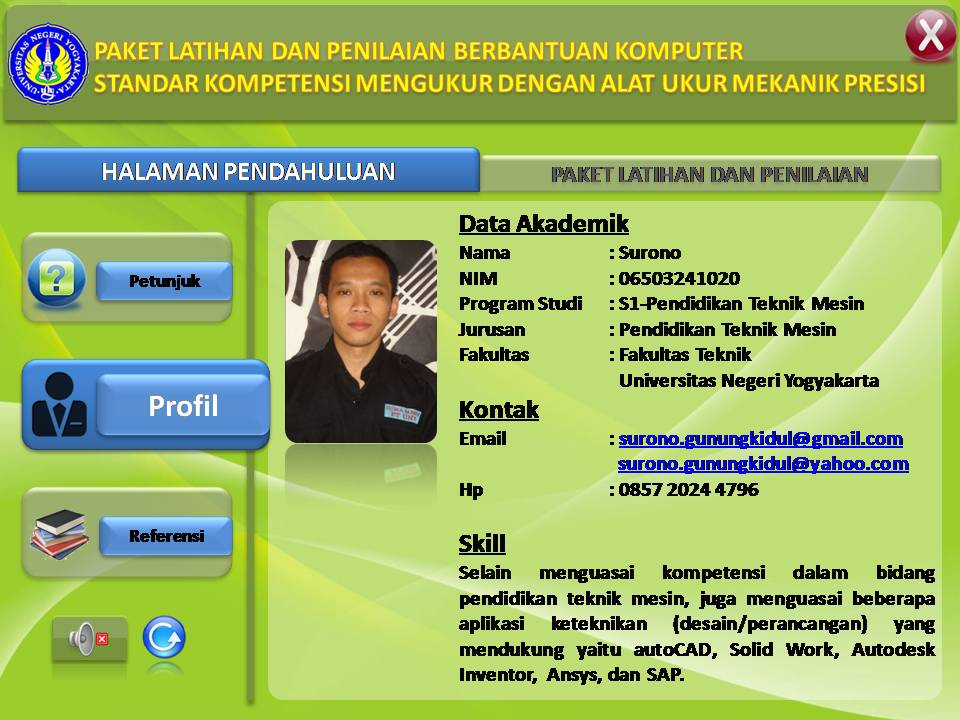 UNIVERSITAS NEGERI YOGYAKARTA
PAKET LATIHAN DAN PENILAIAN BERBANTUAN KOMPUTER
STANDAR KOMPETENSI MENGUKUR DENGAN ALAT UKUR MEKANIK PRESISI
X
HALAMAN PENDAHULUAN
PAKET LATIHAN DAN PENILAIAN
Petunjuk
Profil
Referensi
Data Akademik
Nama : Surono
NIM : 06503241020
Program Studi : S1-Pendidikan Teknik Mesin
Jurusan : Pendidikan Teknik Mesin
Fakultas : Fakultas Teknik
Universitas Negeri Yogyakarta
Kontak
Email : surono.gunungkidul@gmail.com
surono.gunungkidul@yahoo.com
Hp : 0857 2024 4796
Skill
Selain menguasai kompetensi dalam bidang
pendidikan teknik mesin, juga menguasai beberapa
aplikasi keteknikan (desain/perancangan) yang
mendukung yaitu autoCAD, Solid Work, Autodesk
Inventor, Ansys, dan SAP.